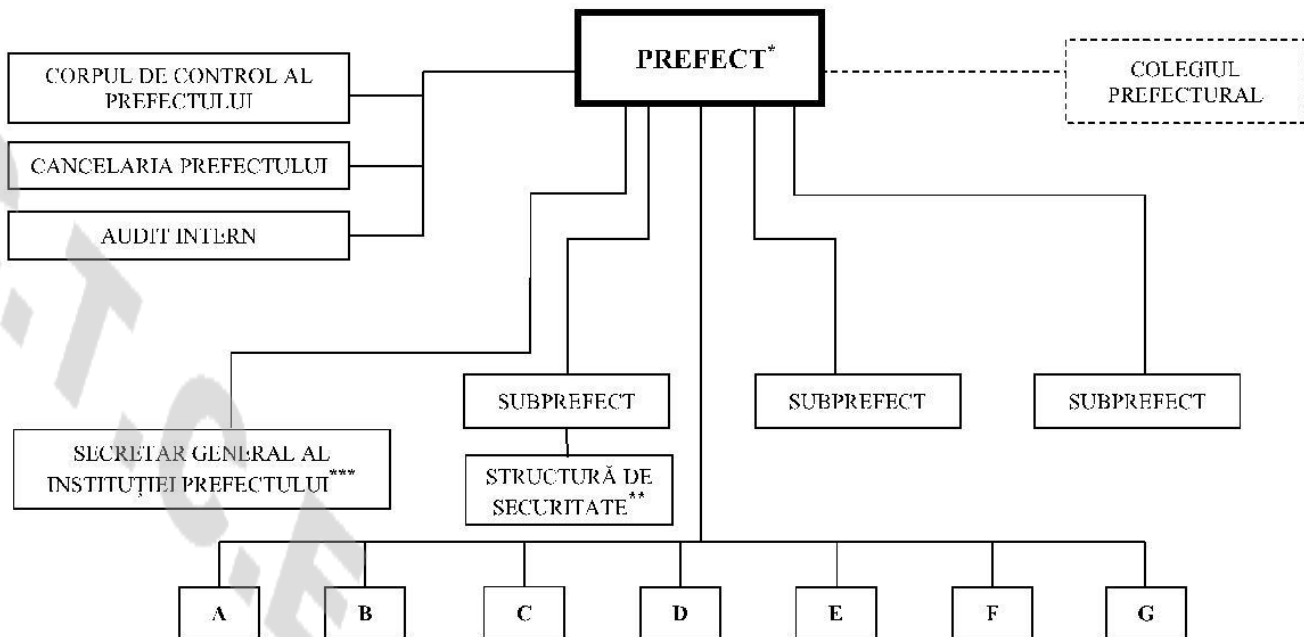 PREFECT*
CORPUL DE CONTROL AL
PREFECTULUI
COLEGIUL
PREFECTURAL
CANCELARIA PREFECTULUI
AUDIT INTERN
SUBPREFECT
SUBPREFECT
SUBPREFECT
SECRETAR GENERAL AL
INSTITUŢIEI PREFECTULUI***
STRUCTURĂ DE
SECURITATE**
A
B
C
D
E
F
G